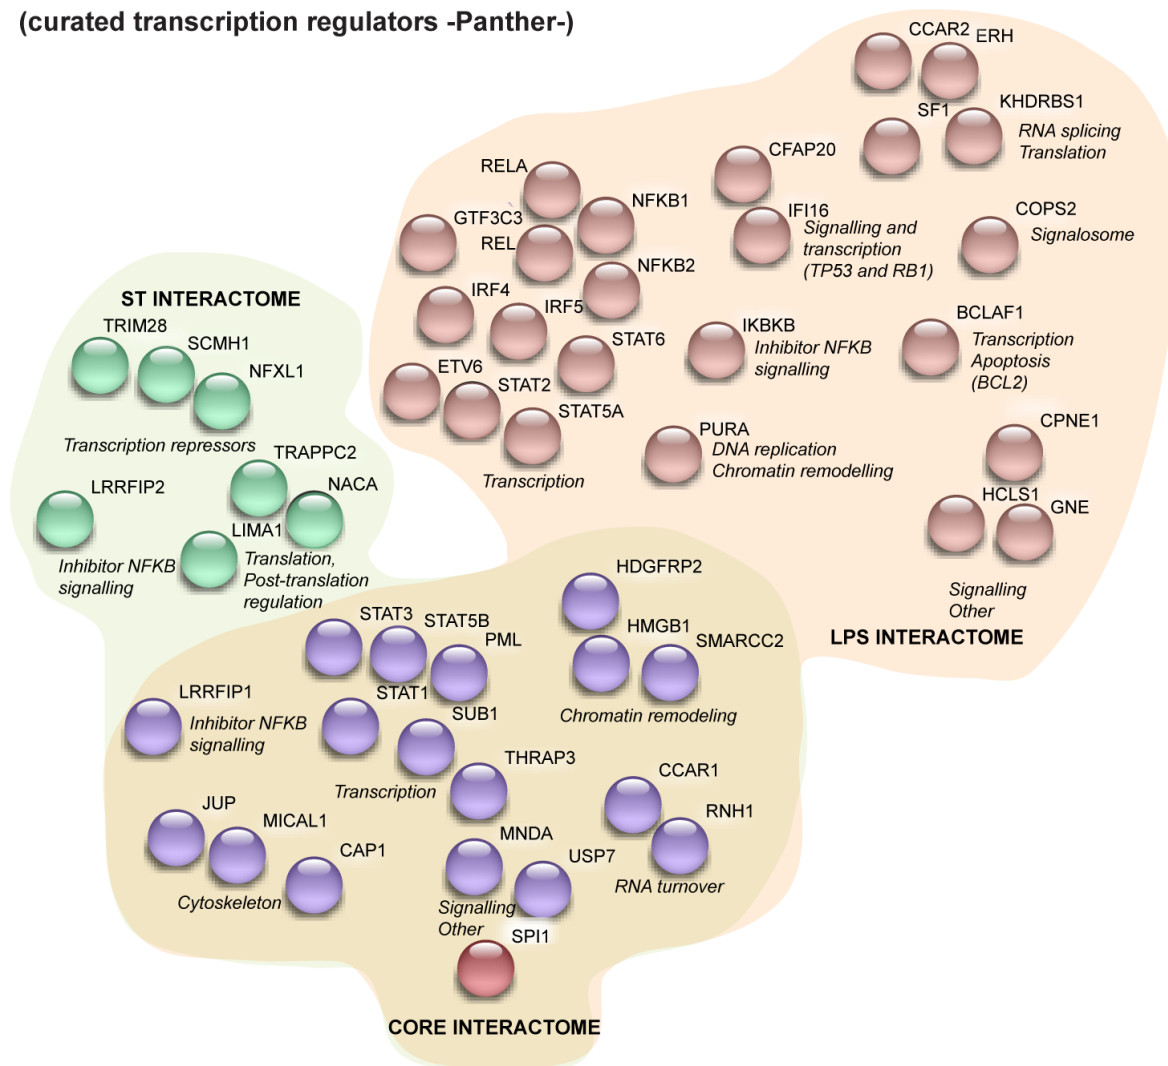 (curated transcription regulators -Panther-)
CCAR2
ERH
SF1
KHDRBS1
RNA splicing
Translation
CFAP20
IFI16
Signalling and
transcription
(TP53 and RB1)
COPS2
Signalosome
RELA
NFKB1
GTF3C3
REL
NFKB2
IRF4
IRF5
STAT6
ETV6
STAT2
STAT5A
Transcription
IKBKB
Inhibitor NFKB
signalling
BCLAF1
Transcription
Apoptosis
(BCL2)
PURA
DNA replication
Chromatin remodelling
CPNE1
HCLS1
GNE
Signalling
Other
LPS INTERACTOME
ST INTERACTOME
TRIM28
SCMH1
NFXL1
Transcription repressors
TRAPPC2
NACA
LRRFIP2
LIMA1
Inhibitor NFKB
signalling
Translation,
Post-translation
regulation
HDGFRP2
HMGB1
SMARCC2
Chromatin remodeling
STAT3
STAT5B
PML
STAT1
SUB1
THRAP3
Transcription
LRRFIP1
Inhibitor NFKB
signalling
CCAR1
RNH1
RNA turnover
JUP
MICAL1
CAP1
Cytoskeleton
MNDA
USP7
Signalling
Other
SPI1
CORE INTERACTOME